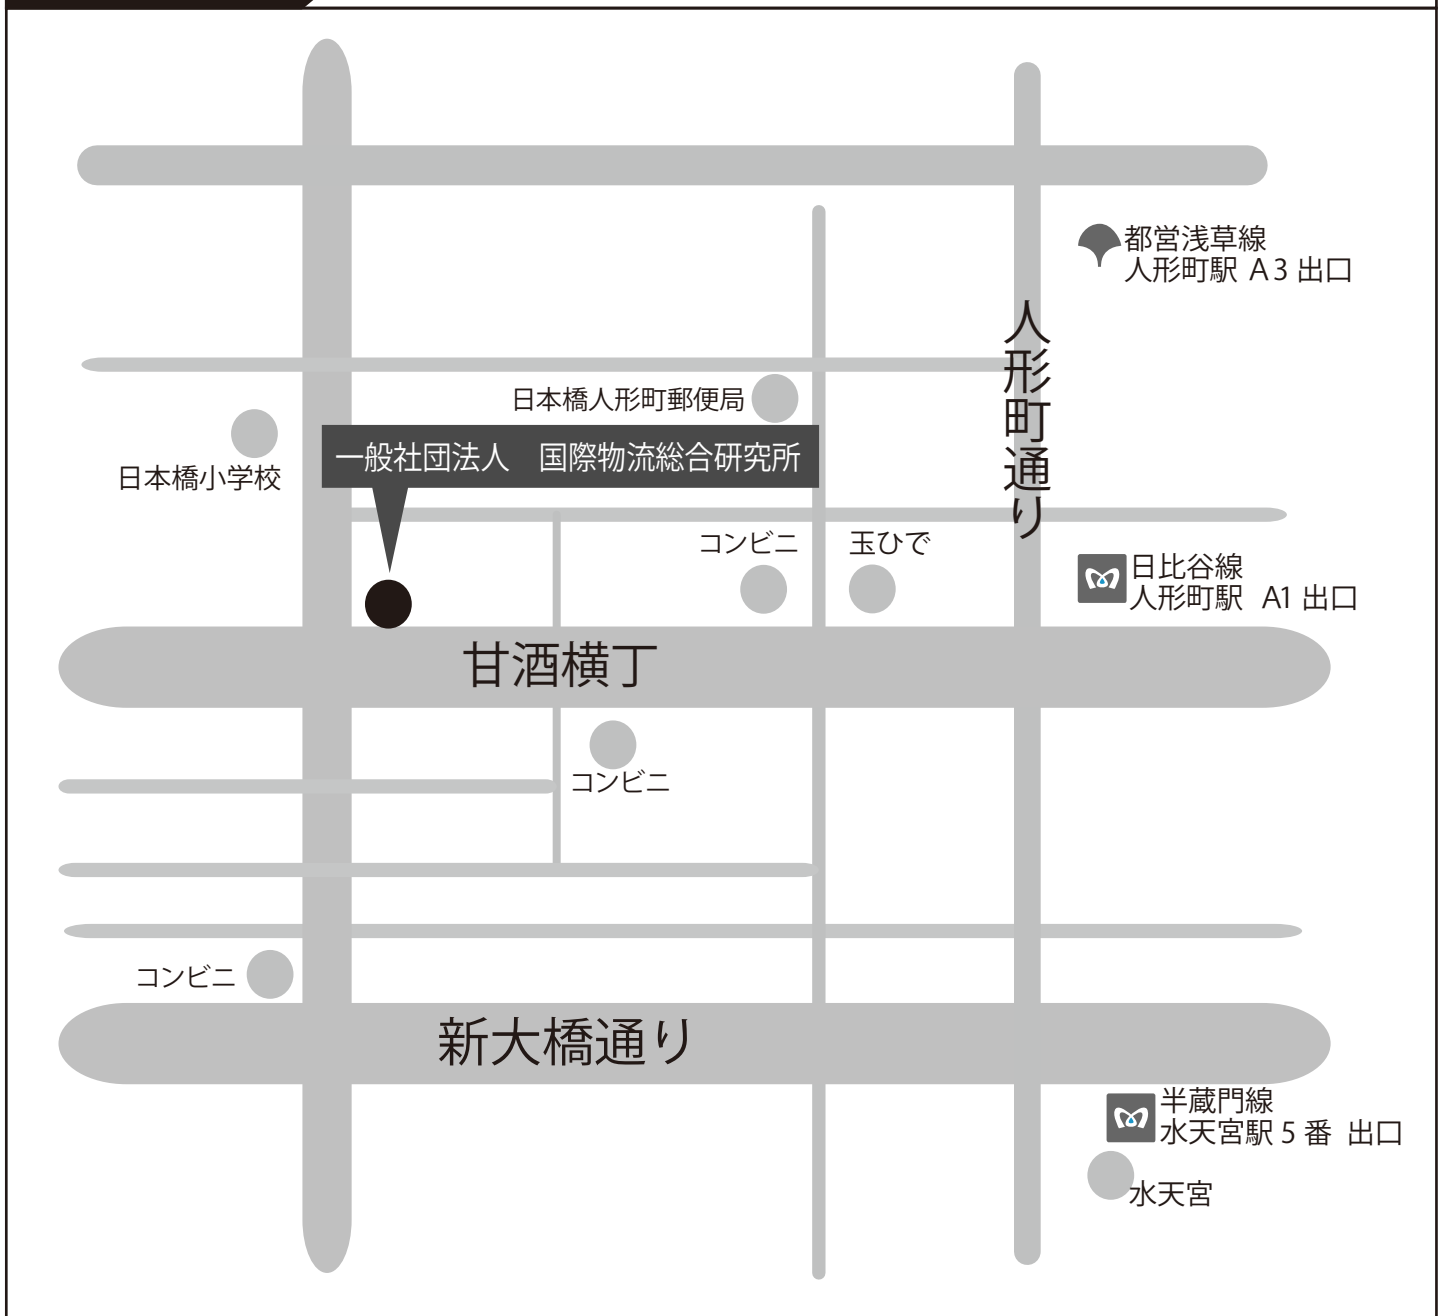 都営浅草線
人形町駅 A3 出口
人形町通り
日本橋人形町郵便局
一般社団法人　国際物流総合研究所
日本橋小学校
コンビニ
玉ひで
日比谷線
人形町駅 A1 出口
甘酒横丁
コンビニ
コンビニ
新大橋通り
半蔵門線
水天宮駅 5 番 出口
水天宮